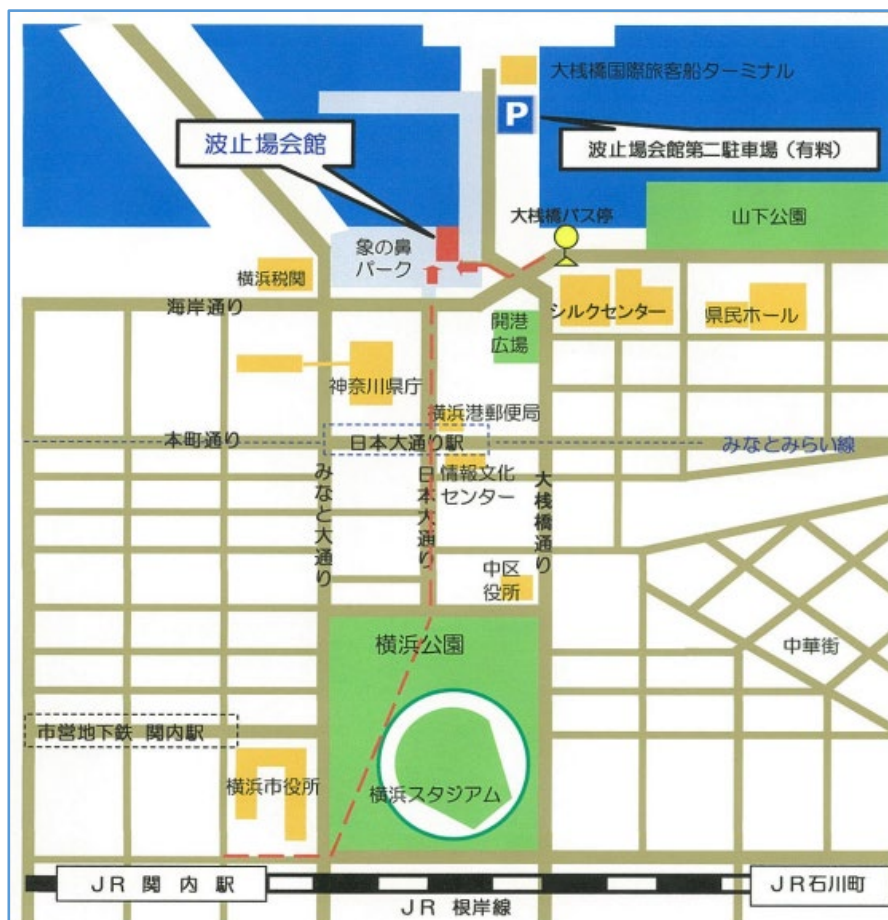 大桟橋国際旅客船ターミナル
P
波止場会館
波止場会館第二駐車場（有料）
大桟橋バス停
山下公園
象の鼻
パーク
横浜税関
海岸通り
シルクセンター
県民ホール
開港
広場
神奈川県庁
横浜港郵便局
本町通り
日本大通り駅
みなとみらい線
情報文化
センター
みなと大通り
日本大通り
大桟橋通り
中区
役所
横浜公園
中華街
市営地下鉄 関内駅
横浜市役所
横浜スタジアム
JR 関内駅
JR石川町
JR 根岸線